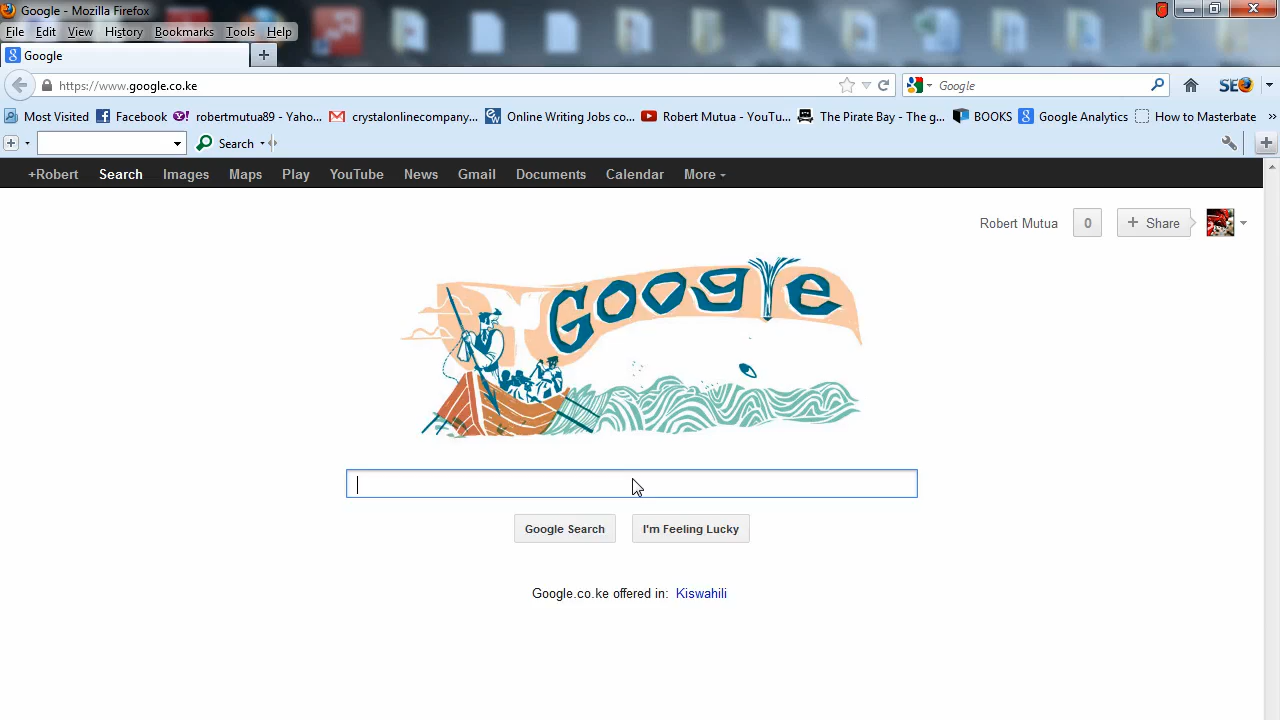 Google - Mozilla Firefox
File Edit View History Bookmarks Tools Help
Google
https://www.google.co.ke Google SEO
Most Visited Facebook robertmutua89 - Yaho... crystalonlinecompany... Online Writing Jobs co... Robert Mutua - YouTu... The Pirate Bay - The g... BOOKS Google Analytics How to Masterbate »
Search
+Robert Search Images Maps Play YouTube News Gmail Documents Calendar More
Robert Mutua 0 + Share
Google
Google Search I'm Feeling Lucky
Google.co.ke offered in: Kiswahili